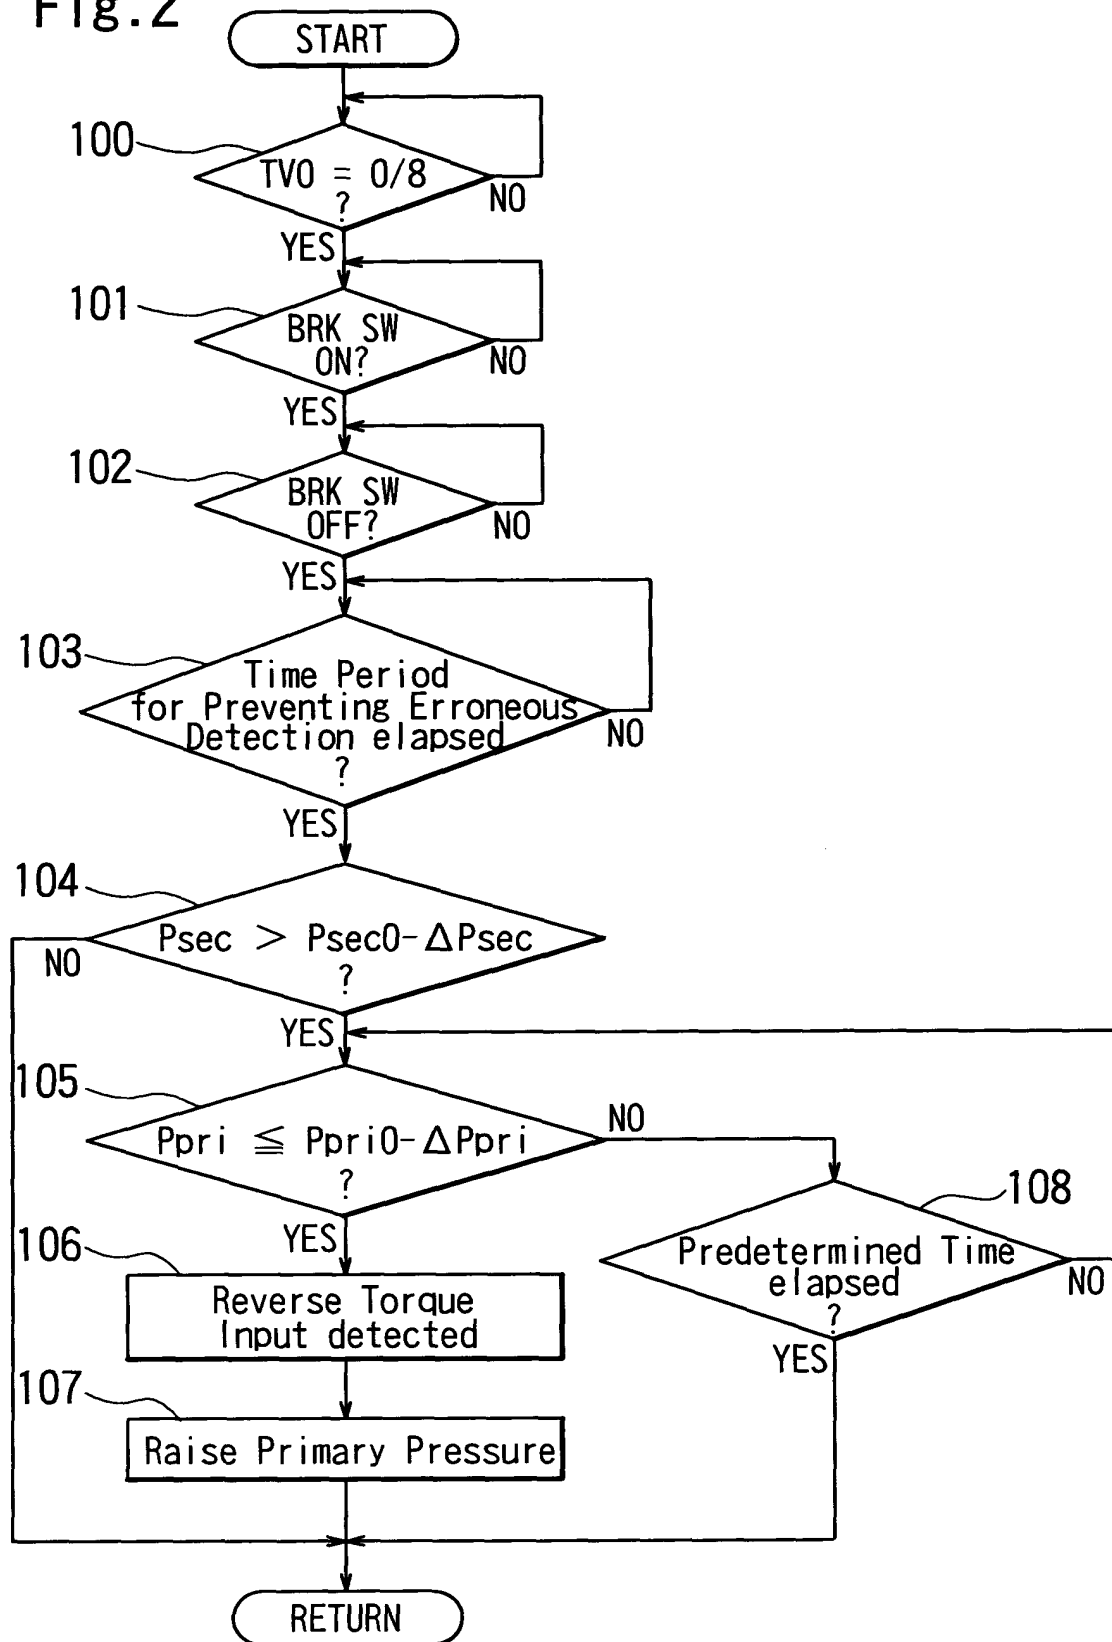 Fig.2
START
100
TVO = 0/8
?
NO
YES
101
BRK SW
ON?
NO
YES
102
BRK SW
OFF?
NO
YES
103
Time Period
for Preventing Erroneous
Detection elapsed
?
NO
YES
104
Psec > Psec0-ΔPsec
?
NO
YES
105
Ppri ≦ Ppri0-ΔPpri
?
NO
YES
108
Predetermined Time
elapsed
?
NO
YES
106
Reverse Torque
Input detected
107
Raise Primary Pressure
RETURN